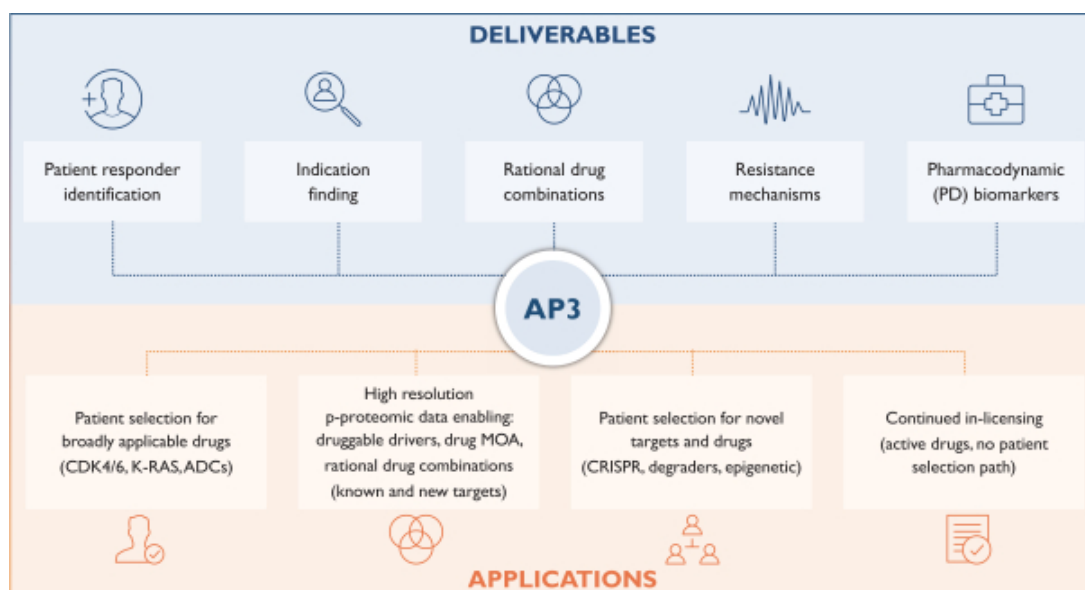 DELIVERABLES
Patient responder
identification
Indication
finding
Rational drug
combinations
Resistance
mechanisms
Pharmacodynamic
(PD) biomarkers
AP3
Patient selection for
broadly applicable drugs
(CDK4/6, K-RAS, ADCs)
High resolution
p-proteomic data enabling:
druggable drivers, drug MOA,
rational drug combinations
(known and new targets)
Patient selection for novel
targets and drugs
(CRISPR, degraders, epigenetic)
Continued in-licensing
(active drugs, no patient
selection path)
APPLICATIONS